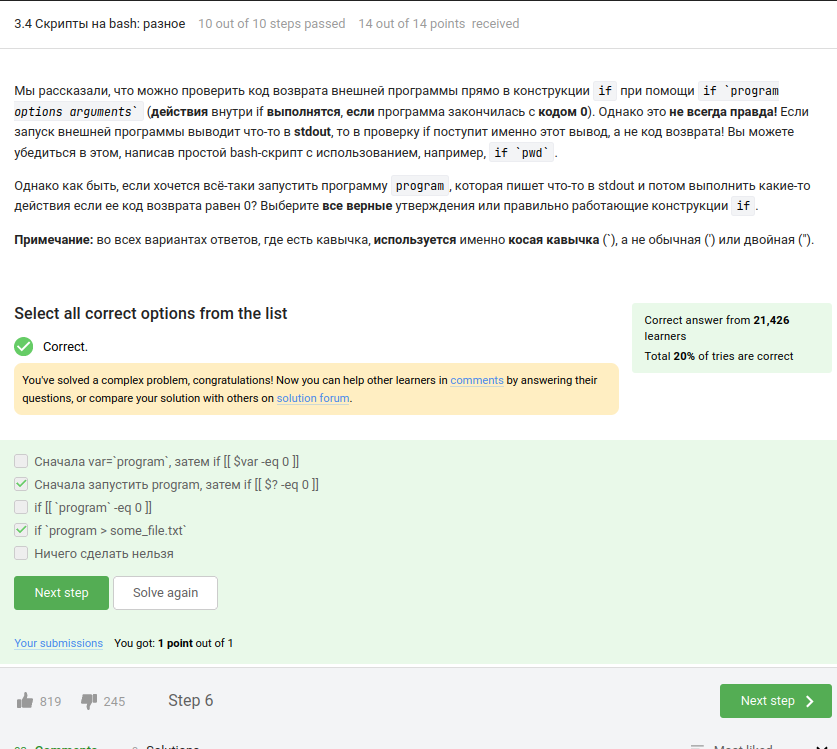 3.4 Скрипты на bash: разное 10 out of 10 steps passed 14 out of 14 points received
Мы рассказали, что можно проверить код возврата внешней программы прямо в конструкции if при помощи if `program
options arguments` (действия внутри if выполнятся, если программа закончилась с кодом 0). Однако это не всегда правда! Если
запуск внешней программы выводит что-то в stdout, то в проверку if поступит именно этот вывод, а не код возврата! Вы можете
убедиться в этом, написав простой bash-скрипт с использованием, например, if `pwd`.
Однако как быть, если хочется всё-таки запустить программу program, которая пишет что-то в stdout и потом выполнить какие-то
действия если ее код возврата равен 0? Выберите все верные утверждения или правильно работающие конструкции if.
Примечание: во всех вариантах ответов, где есть кавычка, используется именно косая кавычка (`), а не обычная (') или двойная (").
Select all correct options from the list
Correct.
You've solved a complex problem, congratulations! Now you can help other learners in comments by answering their
questions, or compare your solution with others on solution forum.
Correct answer from 21,426
learners
Total 20% of tries are correct
Сначала var=`program`, затем if [[ $var -eq 0 ]]
Сначала запустить program, затем if [[ $? -eq 0 ]]
if [[ `program` -eq 0 ]]
if `program > some_file.txt`
Ничего сделать нельзя
Next step Solve again
Your submissions You got: 1 point out of 1
819 245 Step 6 Next step
Comments Solutions Most liked